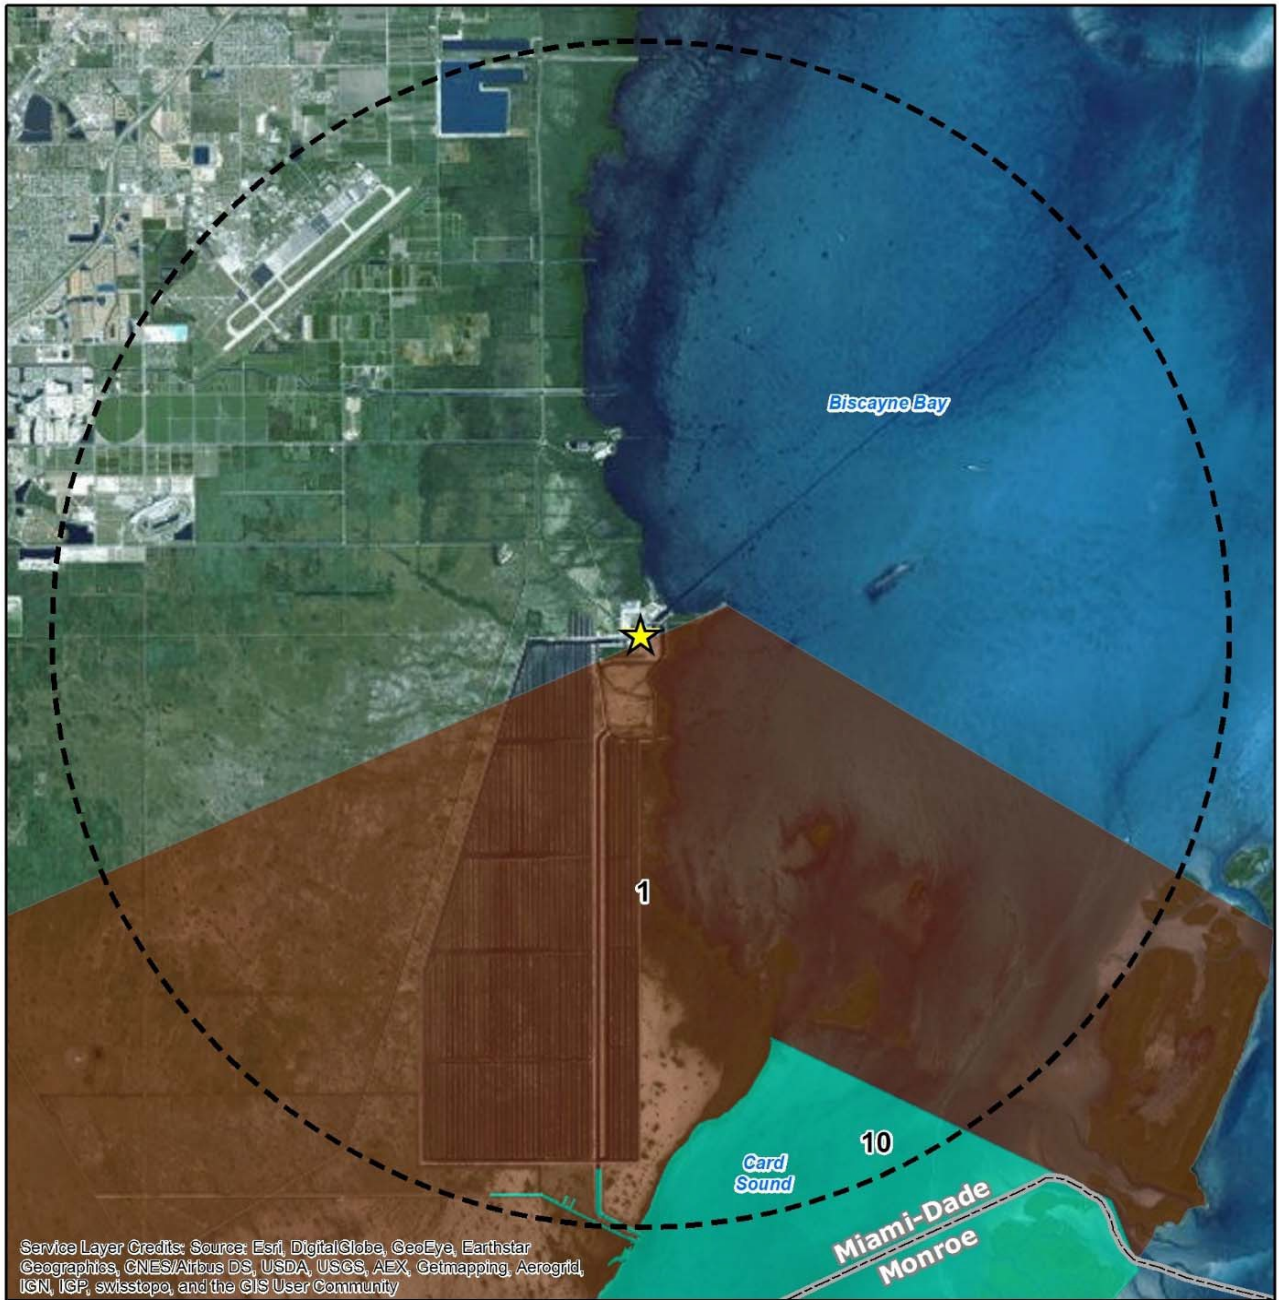 Biscayne Bay
1
10
Card
Sound
Miami-Dade
Monroe
Service Layer Credits: Source: Esri, DigitalGlobe, GeoEye, Earthstar
Geographics, CNES/Airbus DS, USDA, USGS, AEX, Getmapping, Aerogrid,
IGN, IGP, swisstopo, and the GIS User Community